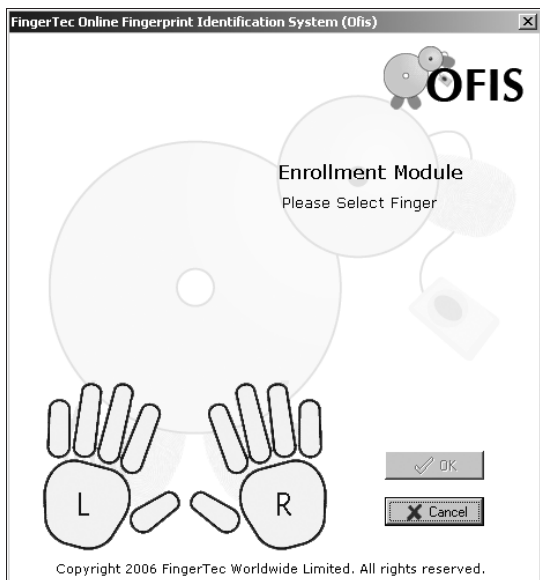 FingerTec Online Fingerprint Identification System (Ofis)
OFIS
Enrollment Module
Please Select Finger
L
R
OK
Cancel
Copyright 2006 FingerTec Worldwide Limited. All rights reserved.